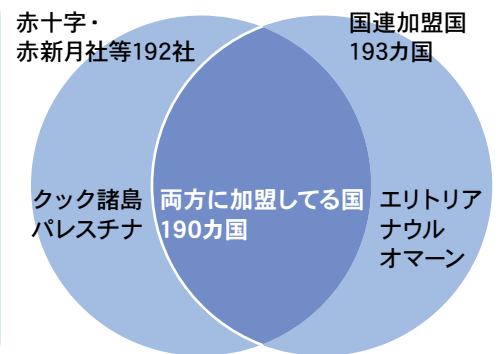 赤十字・
赤新月社等192社
国連加盟国
193カ国
クック諸島
パレスチナ
両方に加盟してる国
190カ国
エリトリア
ナウル
オマーン